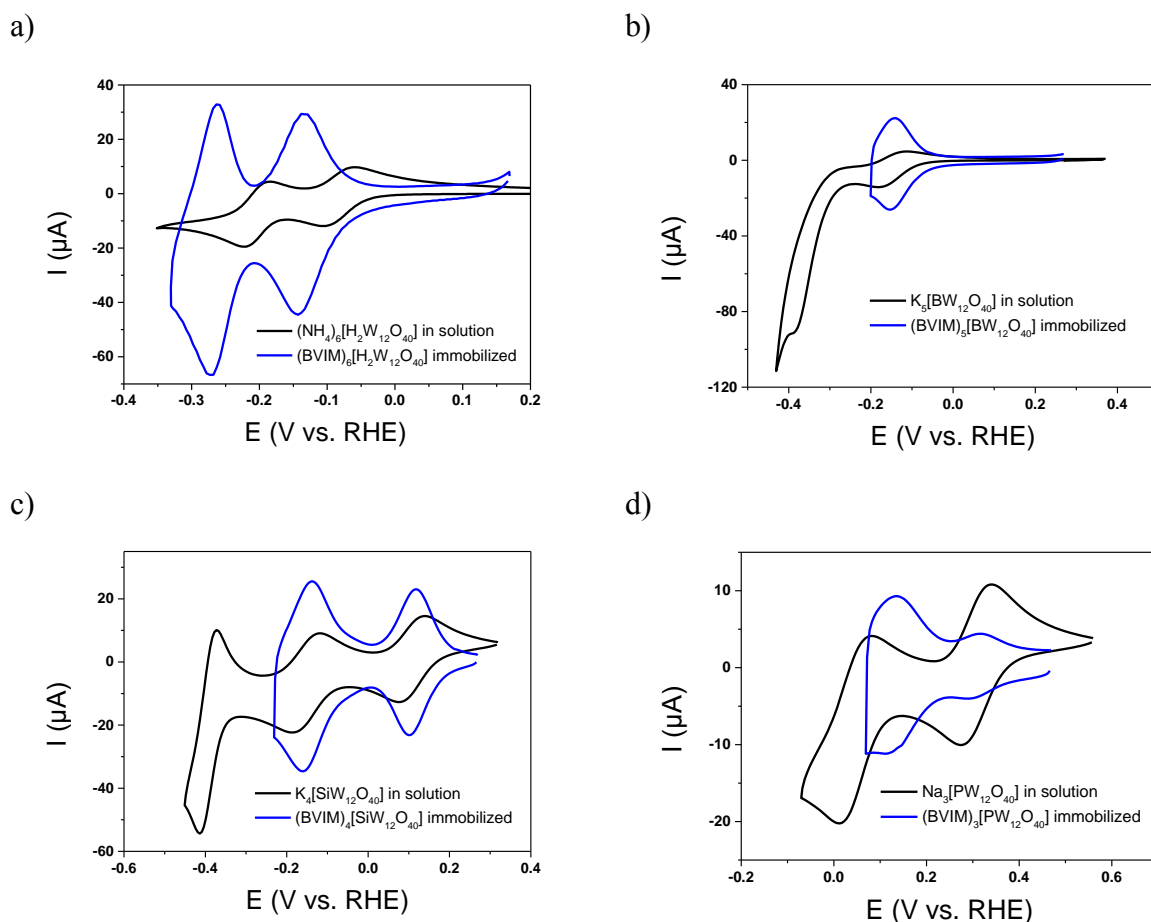 a)
40
20
0
-20
-40
-60
I (µA)
-0.4 -0.3 -0.2 -0.1 0.0 0.1 0.2
E (V vs. RHE)
(NH₄)₆[H₂W₁₂O₄₀] in solution
(BVIM)₆[H₂W₁₂O₄₀] immobilized
b)
40
0
-40
-80
-120
I (µA)
-0.4 -0.2 0.0 0.2 0.4
E (V vs. RHE)
K₅[BW₁₂O₄₀] in solution
(BVIM)₅[BW₁₂O₄₀] immobilized
c)
20
0
-20
-40
-60
I (µA)
-0.6 -0.4 -0.2 0.0 0.2 0.4
E (V vs. RHE)
K₄[SiW₁₂O₄₀] in solution
(BVIM)₄[SiW₁₂O₄₀] immobilized
d)
10
0
-10
-20
I (µA)
-0.2 0.0 0.2 0.4 0.6
E (V vs. RHE)
Na₃[PW₁₂O₄₀] in solution
(BVIM)₃[PW₁₂O₄₀] immobilized